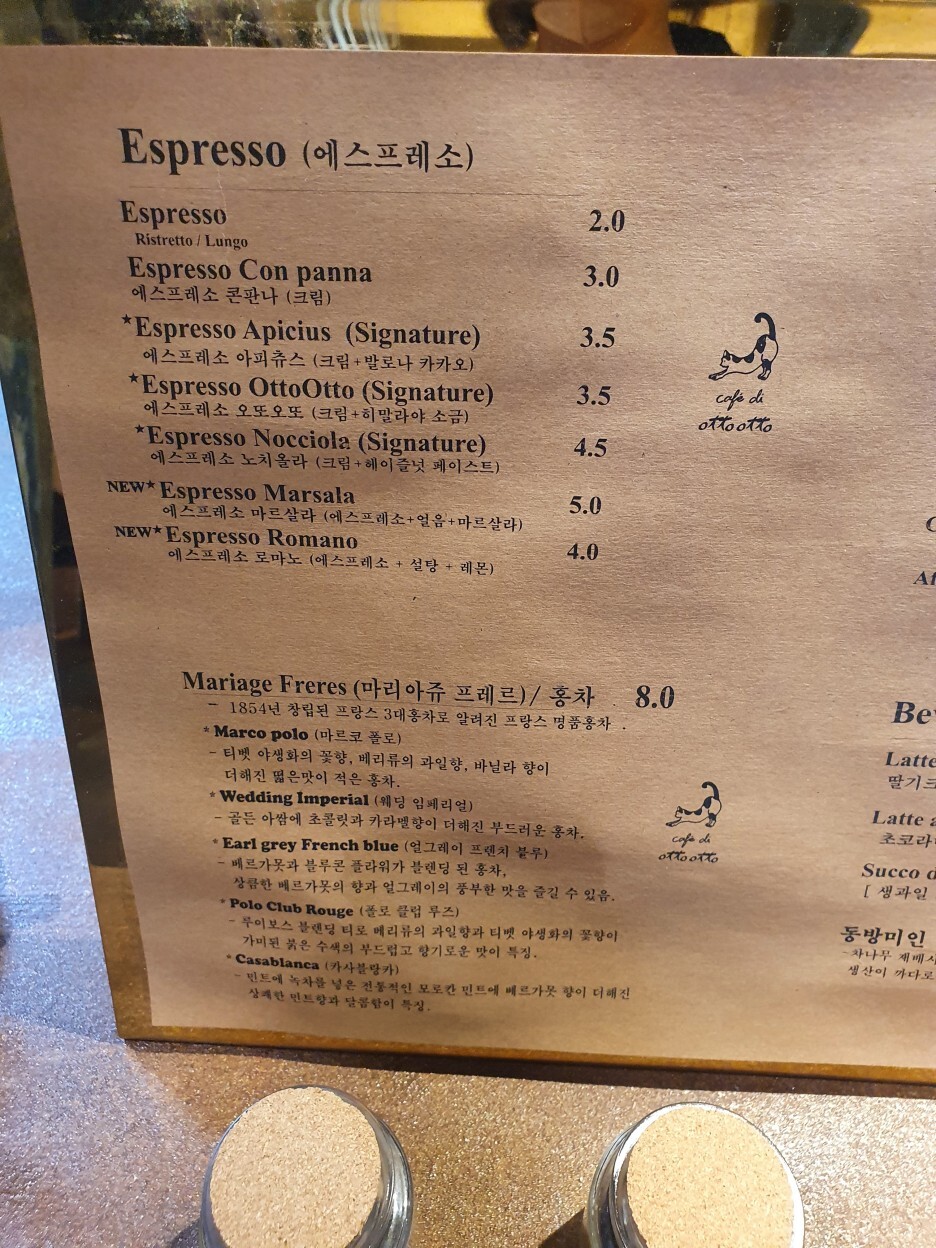 Espresso (에스프레소)
Espresso 2.0
Ristretto / Lungo
Espresso Con panna 3.0
에스프레소 콘판나 (크림)
★Espresso Apicius (Signature) 3.5
에스프레소 아피츄스 (크림+발로나 카카오)
★Espresso OttoOtto (Signature) 3.5
에스프레소 오또오또 (크림+히말라야 소금)
★Espresso Nocciola (Signature) 4.5
에스프레소 노치올라 (크림+헤이즐넛 페이스트)
NEW★Espresso Marsala 5.0
에스프레소 마르살라 (에스프레소+얼음+마르살라)
NEW★Espresso Romano 4.0
에스프레소 로마노 (에스프레소 + 설탕 + 레몬)
café di
otto otto
Mariage Freres (마리아쥬 프레르) / 홍차 8.0
- 1854년 창립된 프랑스 3대홍차로 알려진 프랑스 명품홍차 .
* Marco polo (마르코 폴로)
- 티벳 야생화의 꽃향, 베리류의 과일향, 바닐라 향이
더해진 떫은맛이 적은 홍차.
* Wedding Imperial (웨딩 임페리얼)
- 골든 아쌈에 초콜릿과 카라멜향이 더해진 부드러운 홍차.
* Earl grey French blue (얼그레이 프렌치 블루)
- 베르가못과 블루콘 플라워가 블렌딩 된 홍차,
상큼한 베르가못의 향과 얼그레이의 풍부한 맛을 즐길 수 있음.
* Polo Club Rouge (폴로 클럽 루즈)
- 루이보스 블렌딩 티로 베리류의 과일향과 티벳 야생화의 꽃향이
가미된 붉은 수색의 부드럽고 향기로운 맛이 특징.
* Casablanca (카사블랑카)
- 민트에 녹차를 넣은 전통적인 모로칸 민트에 베르가못 향이 더해진
상쾌한 민트향과 달콤함이 특징.
café di
otto otto
Latte
Latte a
Succo d
[ 생과일
동방미인
-차나무 재배시
생산이 까다로